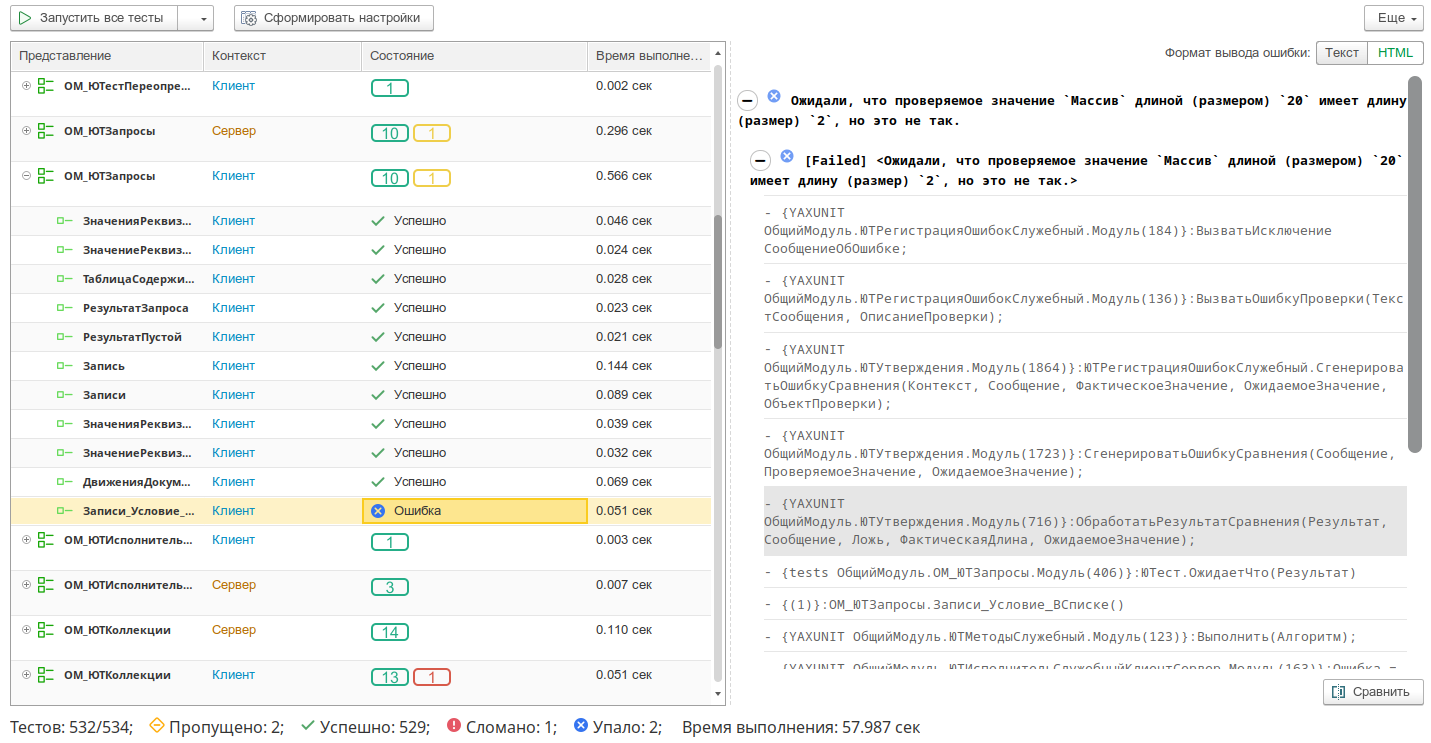 Запустить все тесты
Сформировать настройки
Еще
Представление Контекст Состояние Время выполне...
ОМ_ЮТестПереопре... Клиент 1 0.002 сек
ОМ_ЮТЗапросы Сервер 10 1 0.296 сек
ОМ_ЮТЗапросы Клиент 10 1 0.566 сек
ЗначенияРеквиз... Клиент Успешно 0.046 сек
ЗначениеРеквиз... Клиент Успешно 0.024 сек
ТаблицаСодержи... Клиент Успешно 0.028 сек
РезультатЗапроса Клиент Успешно 0.023 сек
РезультатПустой Клиент Успешно 0.021 сек
Запись Клиент Успешно 0.144 сек
Записи Клиент Успешно 0.089 сек
ЗначенияРеквиз... Клиент Успешно 0.039 сек
ЗначениеРеквиз... Клиент Успешно 0.032 сек
ДвиженияДокум... Клиент Успешно 0.069 сек
Записи_Условие_... Клиент Ошибка 0.051 сек
ОМ_ЮТИсполнитель... Клиент 1 0.003 сек
ОМ_ЮТИсполнитель... Сервер 3 0.007 сек
ОМ_ЮТКоллекции Сервер 14 0.110 сек
ОМ_ЮТКоллекции Клиент 13 1 0.051 сек
Формат вывода ошибки: Текст HTML
Ожидали, что проверяемое значение `Массив` длиной (размером) `20` имеет длину
(размер) `2`, но это не так.
[Failed] <Ожидали, что проверяемое значение `Массив` длиной (размером) `20`
имеет длину (размер) `2`, но это не так.>
- {YAXUNIT
ОбщийМодуль.ЮТРегистрацияОшибокСлужебный.Модуль(184)}:ВызватьИсключение
СообщениеОбОшибке;
- {YAXUNIT
ОбщийМодуль.ЮТРегистрацияОшибокСлужебный.Модуль(136)}:ВызватьОшибкуПроверки(Текс
тСообщения, ОписаниеПроверки);
- {YAXUNIT
ОбщийМодуль.ЮТУтверждения.Модуль(1864)}:ЮТРегистрацияОшибокСлужебный.Сгенерирова
тьОшибкуСравнения(Контекст, Сообщение, ФактическоеЗначение, ОжидаемоеЗначение,
ОбъектПроверки);
- {YAXUNIT
ОбщийМодуль.ЮТУтверждения.Модуль(1723)}:СгенерироватьОшибкуСравнения(Сообщение,
ПроверяемоеЗначение, ОжидаемоеЗначение);
- {YAXUNIT
ОбщийМодуль.ЮТУтверждения.Модуль(716)}:ОбработатьРезультатСравнения(Результат,
Сообщение, Ложь, ФактическаяДлина, ОжидаемоеЗначение);
- {tests ОбщийМодуль.ОМ_ЮТЗапросы.Модуль(406)}:ЮТест.ОжидаетЧто(Результат)
- {(1)}:ОМ_ЮТЗапросы.Записи_Условие_ВСписке()
- {YAXUNIT ОбщийМодуль.ЮТМетодыСлужебный.Модуль(123)}:Выполнить(Алгоритм);
- {YAXUNIT ОбщийМодуль.ЮТИсполнительСлужебныйКлиентСервер.Модуль(163)}:Ошибка =
Сравнить
Тестов: 532/534; Пропущено: 2; Успешно: 529; Сломано: 1; Упало: 2; Время выполнения: 57.987 сек